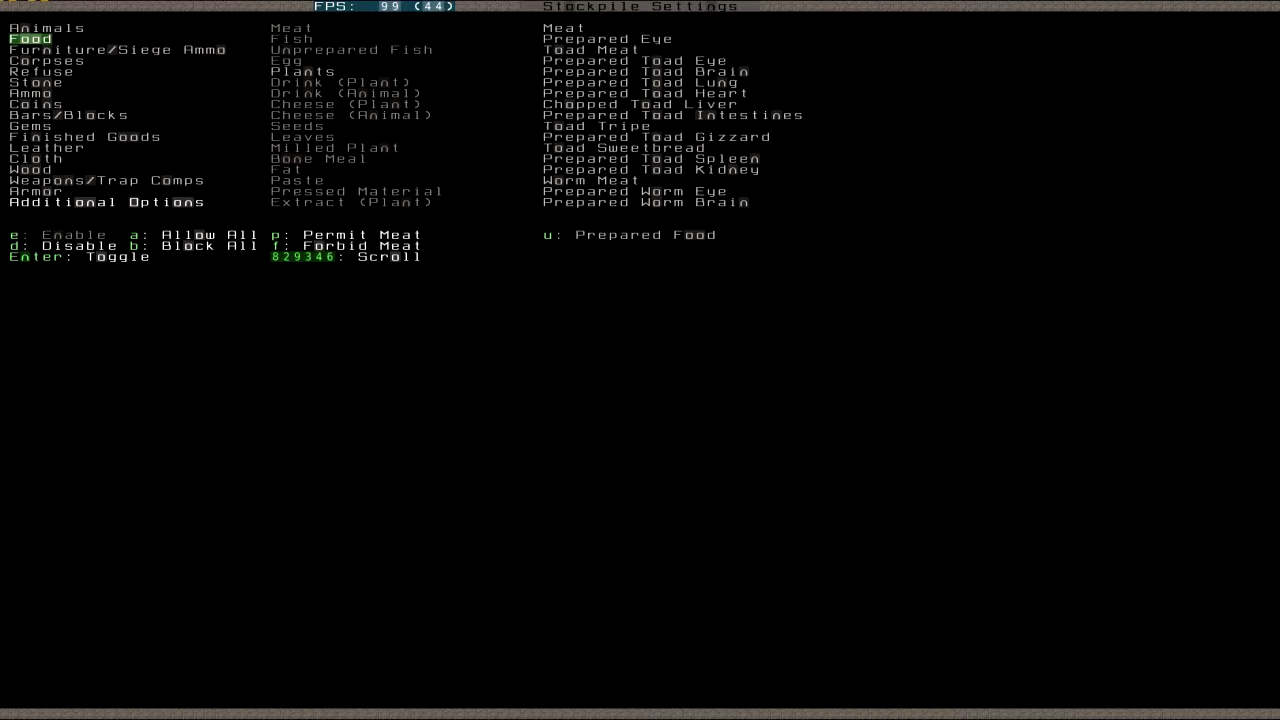 FPS: 99 (44) Stockpile Settings
Animals Meat Meat
Food Fish Prepared Eye
Furniture/Siege Ammo Unprepared Fish Toad Meat
Corpses Egg Prepared Toad Eye
Refuse Plants Prepared Toad Brain
Stone Drink (Plant) Prepared Toad Lung
Ammo Drink (Animal) Prepared Toad Heart
Coins Cheese (Plant) Chopped Toad Liver
Bars/Blocks Cheese (Animal) Prepared Toad Intestines
Gems Seeds Toad Tripe
Finished Goods Leaves Prepared Toad Gizzard
Leather Milled Plant Toad Sweetbread
Cloth Bone Meal Prepared Toad Spleen
Wood Fat Prepared Toad Kidney
Weapons/Trap Comps Paste Worm Meat
Armor Pressed Material Prepared Worm Eye
Additional Options Extract (Plant) Prepared Worm Brain
e: Enable a: Allow All p: Permit Meat u: Prepared Food
d: Disable b: Block All f: Forbid Meat
Enter: Toggle 829346: Scroll